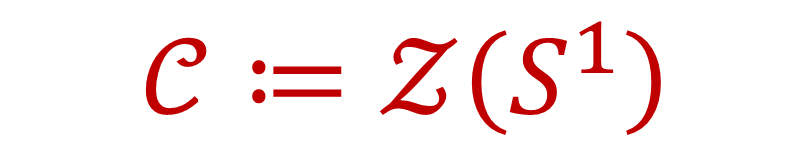 𝒞 := 𝒵(S¹)